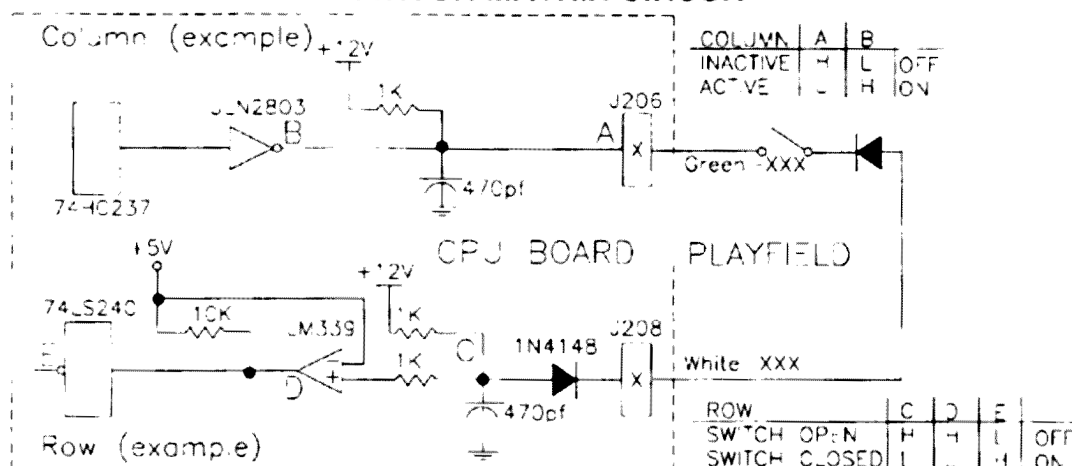 Column (example)
+12V
1K
ULN2803
B
74HC237
470pf
A
J206
Green -XXX
COLUMN A B
INACTIVE H L OFF
ACTIVE L H ON
CPU BOARD
PLAYFIELD
+5V
74LS240
10K
LM339
+12V
1K
1K
C
1N4148
J208
E
D
470pf
White XXX
Row (example)
ROW C D E
SWITCH OPEN H H L OFF
SWITCH CLOSED L L H ON